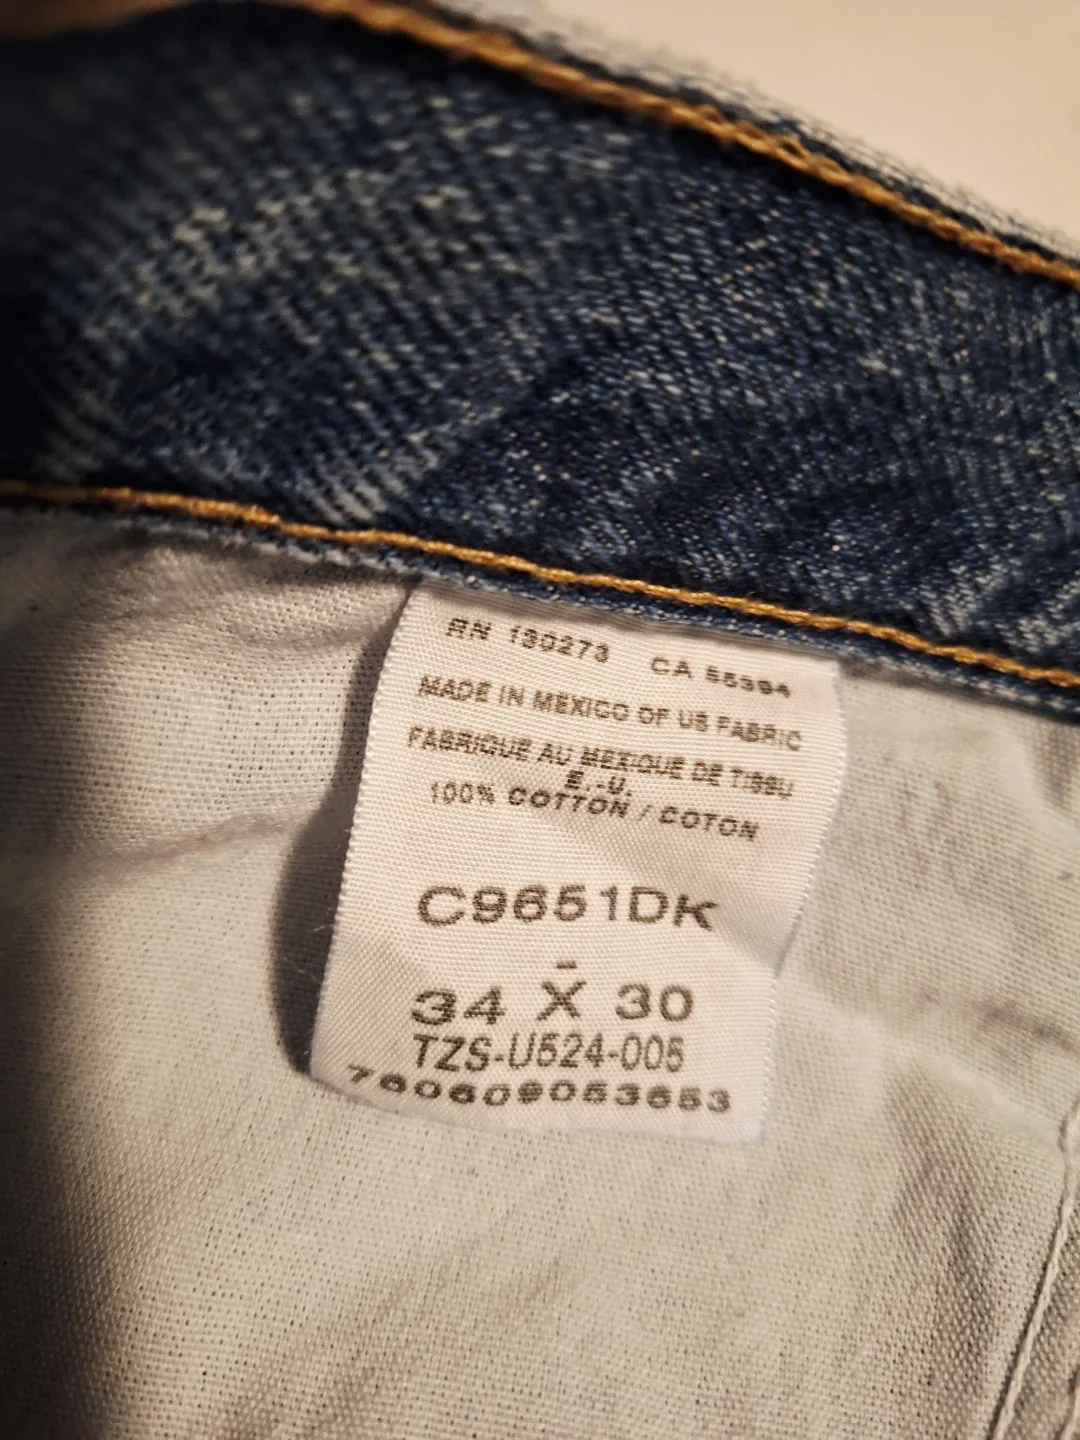 RN 130273 CA 55394
MADE IN MEXICO OF US FABRIC
FABRIQUE AU MEXIQUE DE TISSU
E.-U.
100% COTTON / COTON
C9651DK
-
34 X 30
TZS-U524-005
760609053653